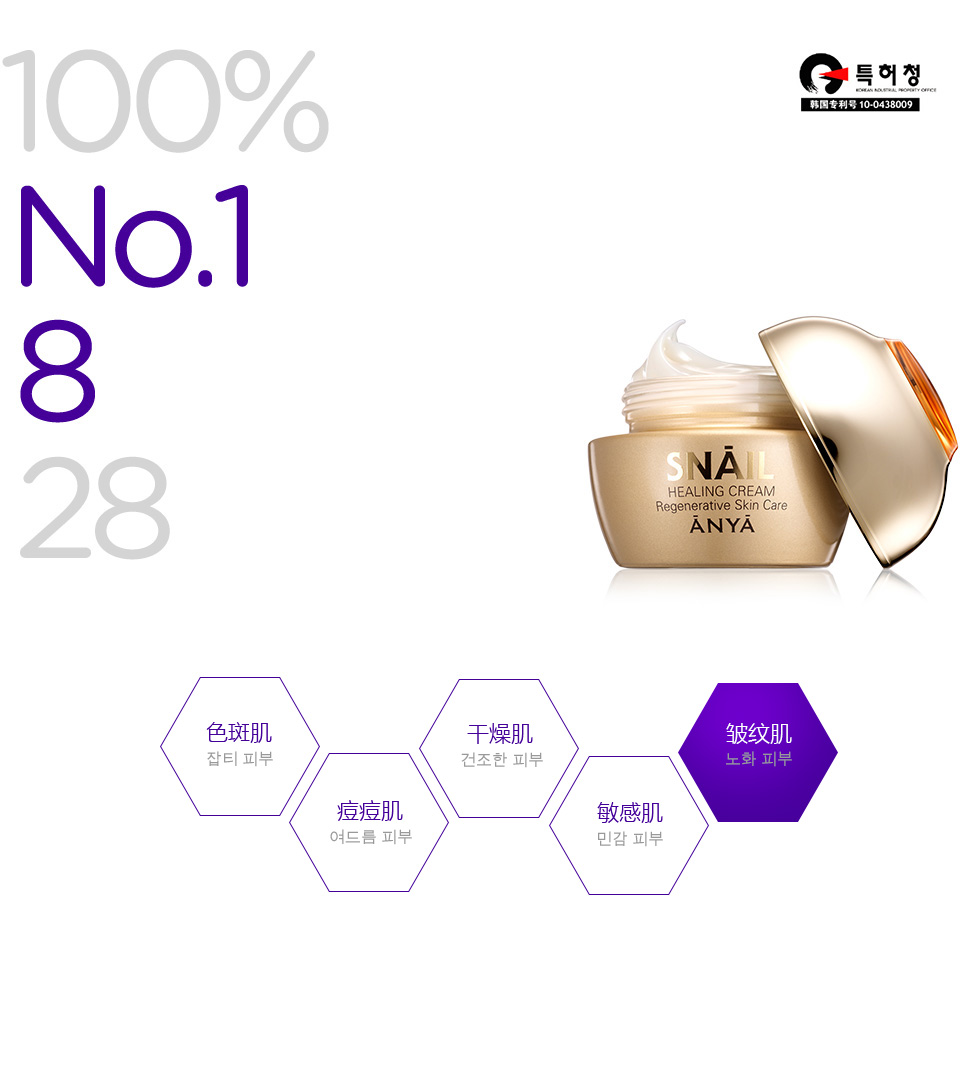 100%
No.1
8
28
특허청
KOREAN INDUSTRIAL PROPERTY OFFICE
韩国专利号 10-0438009
SNĀIL
HEALING CREAM
Regenerative Skin Care
ĀNYĀ
色斑肌
잡티 피부
痘痘肌
여드름 피부
干燥肌
건조한 피부
敏感肌
민감 피부
皱纹肌
노화 피부